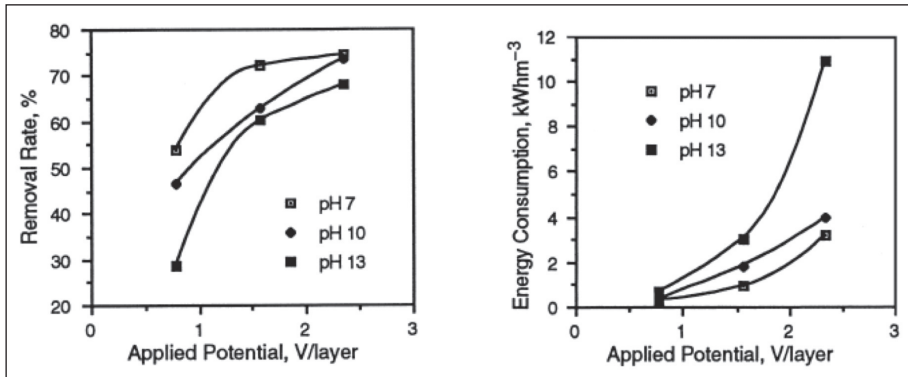 Removal Rate, %
80
70
60
50
40
30
20
0
1
2
3
pH 7
pH 10
pH 13
Applied Potential, V/layer
Energy Consumption, kWhm⁻³
12
10
8
6
4
2
0
0
1
2
3
pH 7
pH 10
pH 13
Applied Potential, V/layer